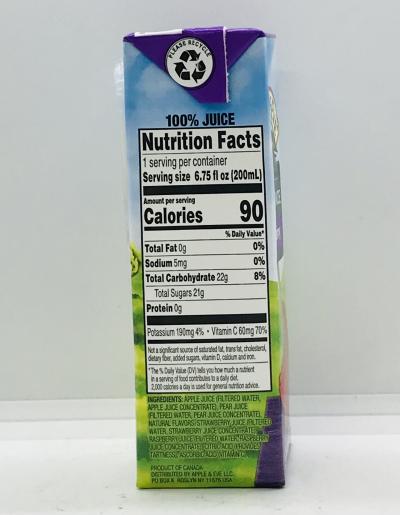 PLEASE RECYCLE
100% JUICE
Nutrition Facts
1 serving per container
Serving size 6.75 fl oz (200mL)
Amount per serving
Calories 90
% Daily Value*
Total Fat 0g 0%
Sodium 5mg 0%
Total Carbohydrate 22g 8%
Total Sugars 21g
Protein 0g
Potassium 190mg 4% • Vitamin C 60mg 70%
Not a significant source of saturated fat, trans fat, cholesterol,
dietary fiber, added sugars, vitamin D, calcium and iron.
*The % Daily Value (DV) tells you how much a nutrient
in a serving of food contributes to a daily diet.
2,000 calories a day is used for general nutrition advice.
INGREDIENTS: APPLE JUICE (FILTERED WATER,
APPLE JUICE CONCENTRATE), PEAR JUICE
(FILTERED WATER, PEAR JUICE CONCENTRATE),
NATURAL FLAVOR(S), STRAWBERRY JUICE (FILTERED
WATER, STRAWBERRY JUICE CONCENTRATE),
RASPBERRY JUICE (FILTERED WATER, RASPBERRY
JUICE CONCENTRATE), CITRIC ACID (PROVIDES
TARTNESS), ASCORBIC ACID (VITAMIN C).
PRODUCT OF CANADA
DISTRIBUTED BY APPLE & EVE LLC.
PO BOX K ROSLYN NY 11576 USA